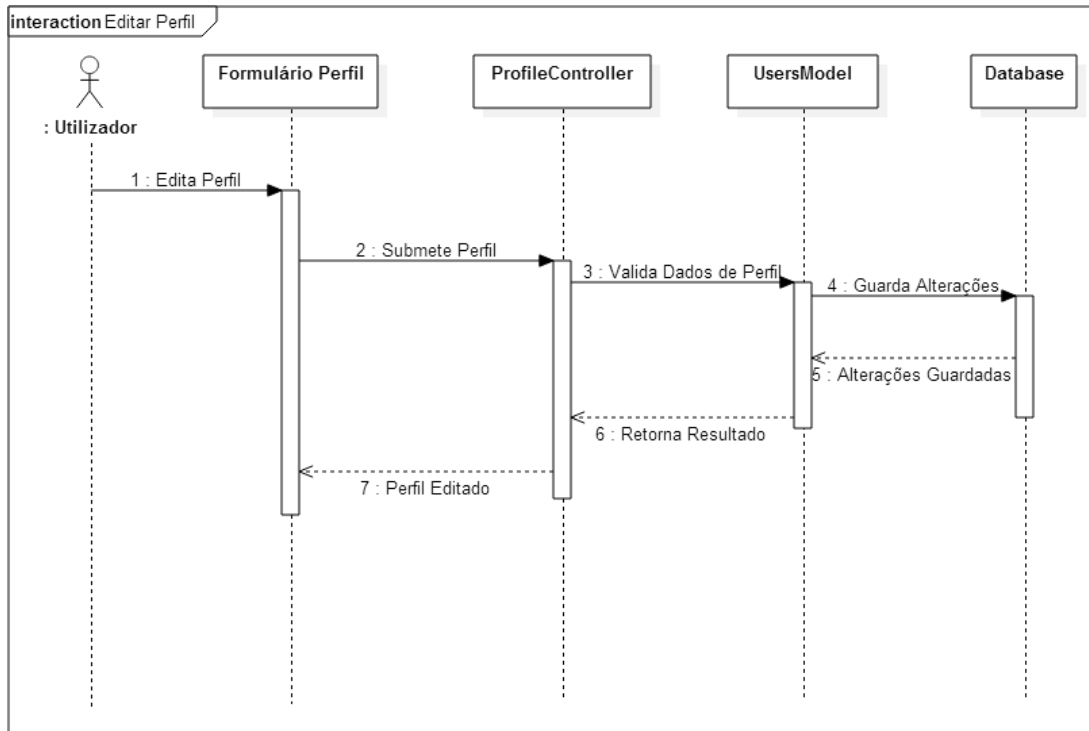 interaction Editar Perfil
Formulário Perfil
ProfileController
UsersModel
Database
: Utilizador
1 : Edita Perfil
2 : Submete Perfil
3 : Valida Dados de Perfil
4 : Guarda Alterações
5 : Alterações Guardadas
6 : Retorna Resultado
7 : Perfil Editado